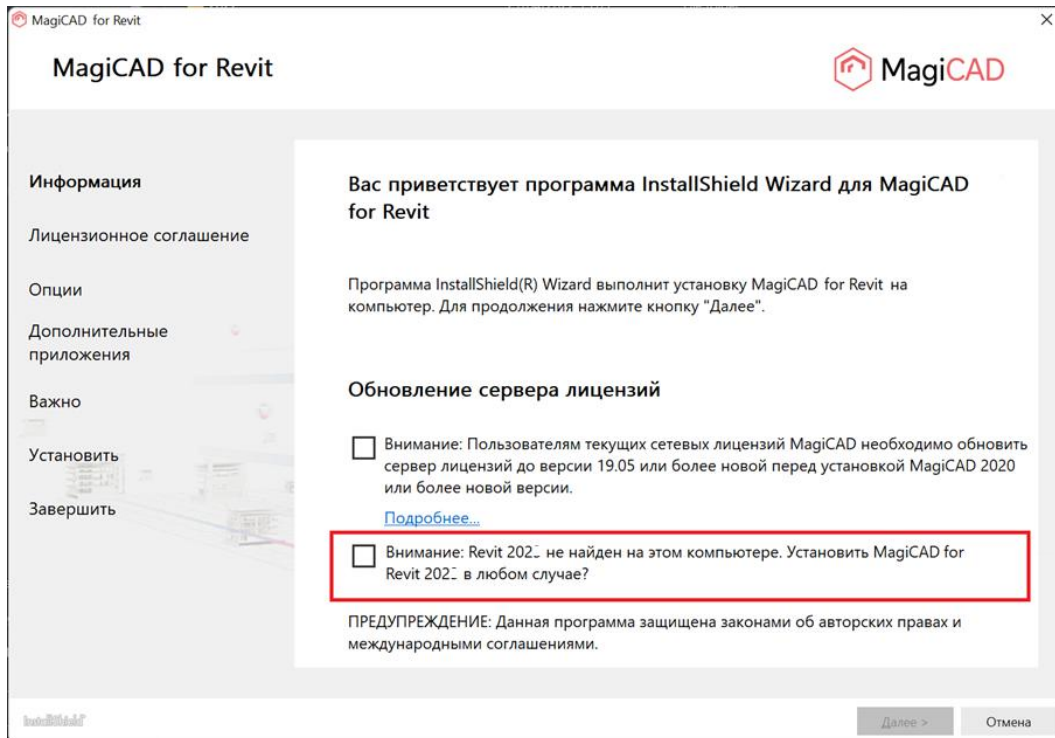 MagiCAD for Revit
MagiCAD for Revit
MagiCAD
Информация
Лицензионное соглашение
Опции
Дополнительные
приложения
Важно
Установить
Завершить
Вас приветствует программа InstallShield Wizard для MagiCAD
for Revit
Программа InstallShield(R) Wizard выполнит установку MagiCAD for Revit на
компьютер. Для продолжения нажмите кнопку "Далее".
Обновление сервера лицензий
Внимание: Пользователям текущих сетевых лицензий MagiCAD необходимо обновить
сервер лицензий до версии 19.05 или более новой перед установкой MagiCAD 2020
или более новой версии.
Подробнее...
Внимание: Revit не найден на этом компьютере. Установить MagiCAD for
Revit в любом случае?
ПРЕДУПРЕЖДЕНИЕ: Данная программа защищена законами об авторских правах и
международными соглашениями.
InstallShield
Далее >
Отмена